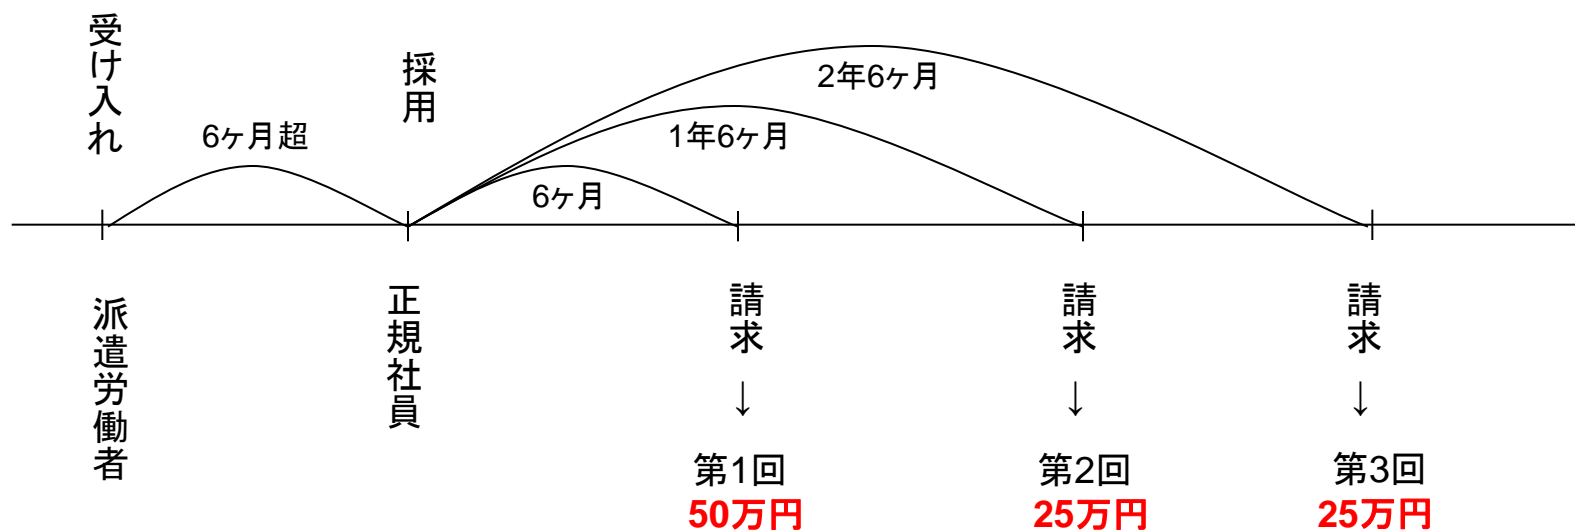 受け入れ
採用
6ヶ月超
2年6ヶ月
1年6ヶ月
6ヶ月
派遣労働者
正規社員
請求
請求
請求
↓
↓
↓
第1回
第2回
第3回
50万円
25万円
25万円